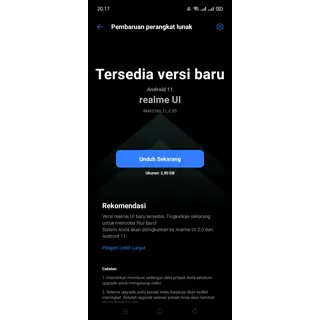 20.17
Pembaruan perangkat lunak
Tersedia versi baru
Android 11
realme UI
Unduh Sekarang
Ukuran: 2,90 GB
Rekomendasi
Versi realme UI baru tersedia. Tingkatkan sekarang
untuk mencoba fitur baru!
Sistem Anda akan ditingkatkan ke realme UI 2.0 dan
Android 11.
Pelajari Lebih Lanjut
Catatan
1. Disarankan membuat cadangan data pribadi Anda sebelum
upgrade untuk mengurangi risiko.
2. Selama upgrade, suhu ponsel mungkin akan sedikit
meningkat. Setelah upgrade selesai, ponsel Anda akan kembali